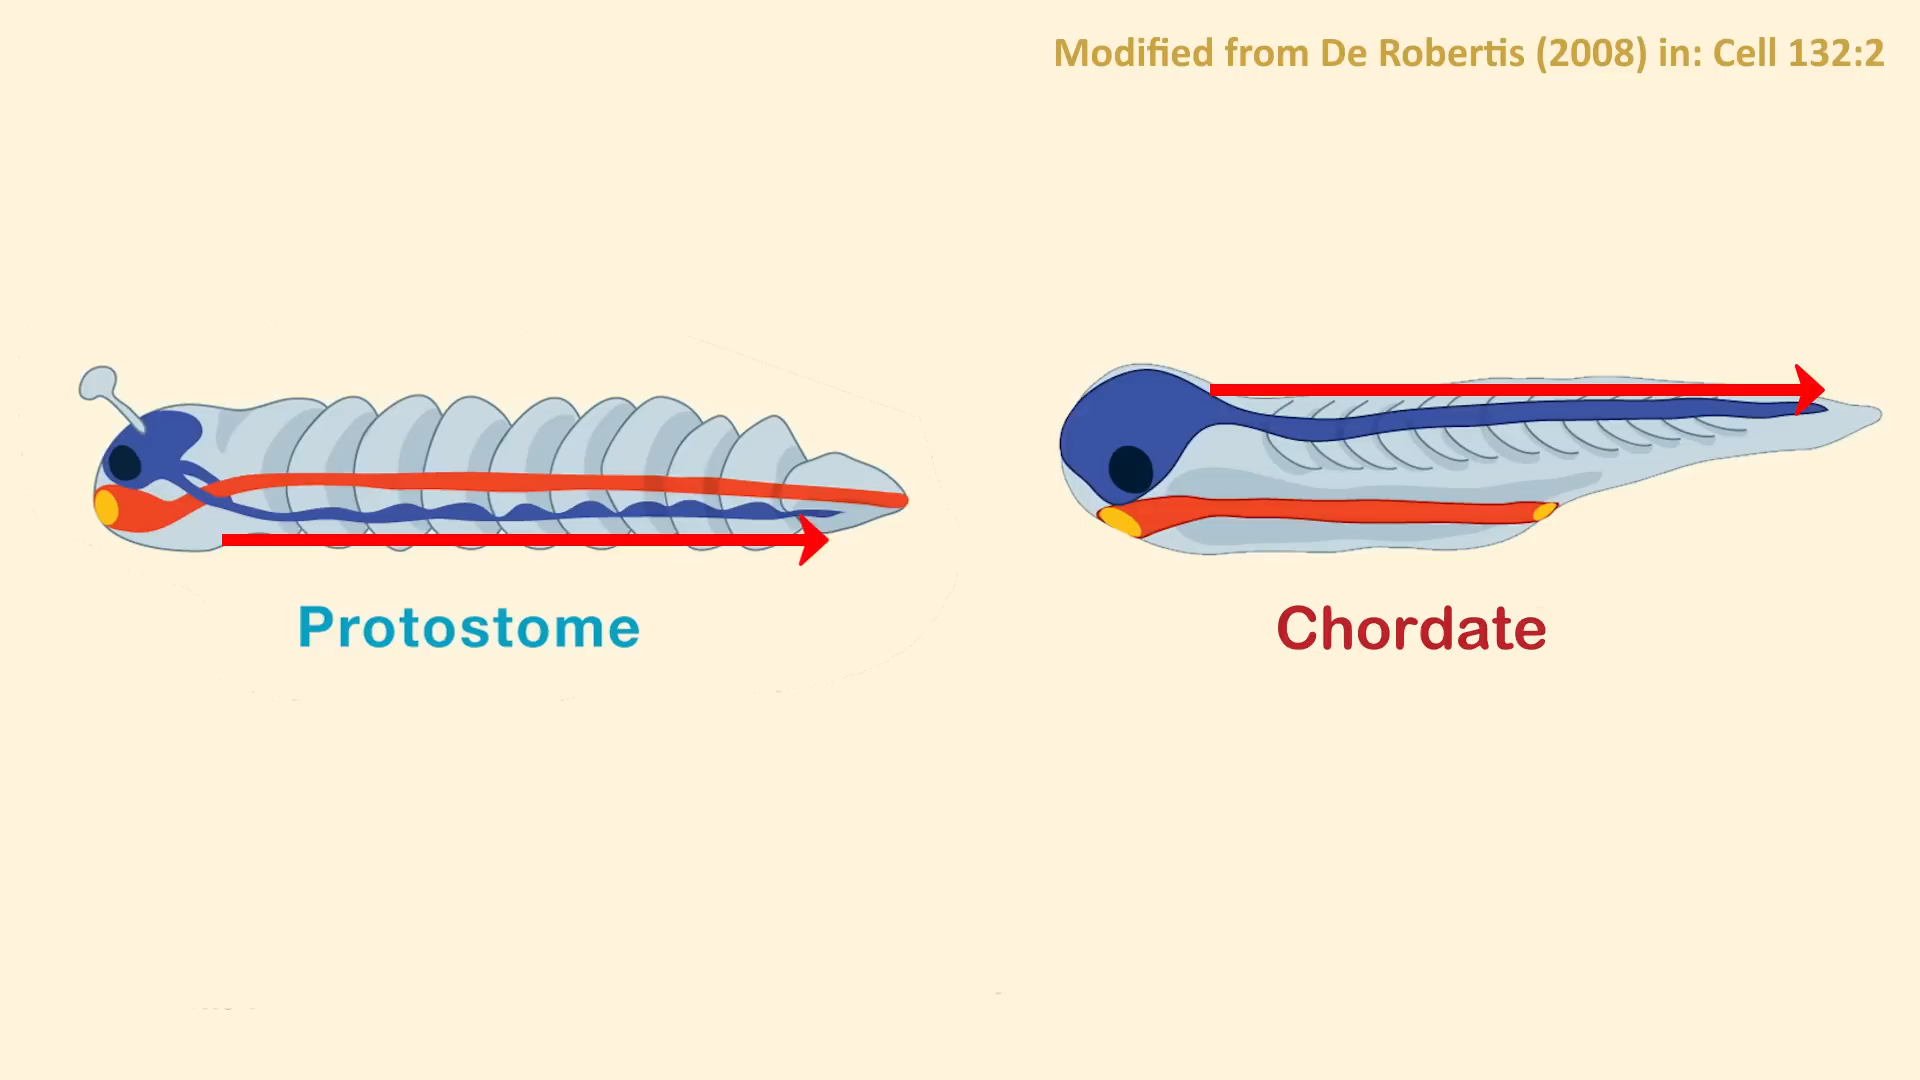 Modified from De Robertis (2008) in: Cell 132:2
Protostome
Chordate